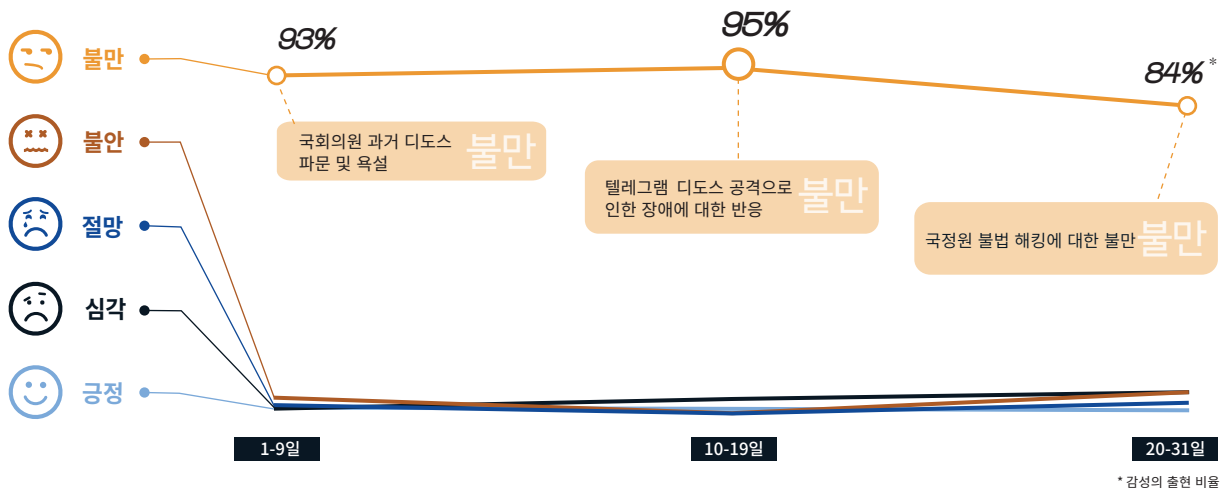 불만
93%
95%
84% *
국회의원 과거 디도스
파문 및 욕설
불만
텔레그램 디도스 공격으로
인한 장애에 대한 반응
불만
국정원 불법 해킹에 대한 불만
불만
불안
절망
심각
긍정
1-9일
10-19일
20-31일
* 감성의 출현 비율